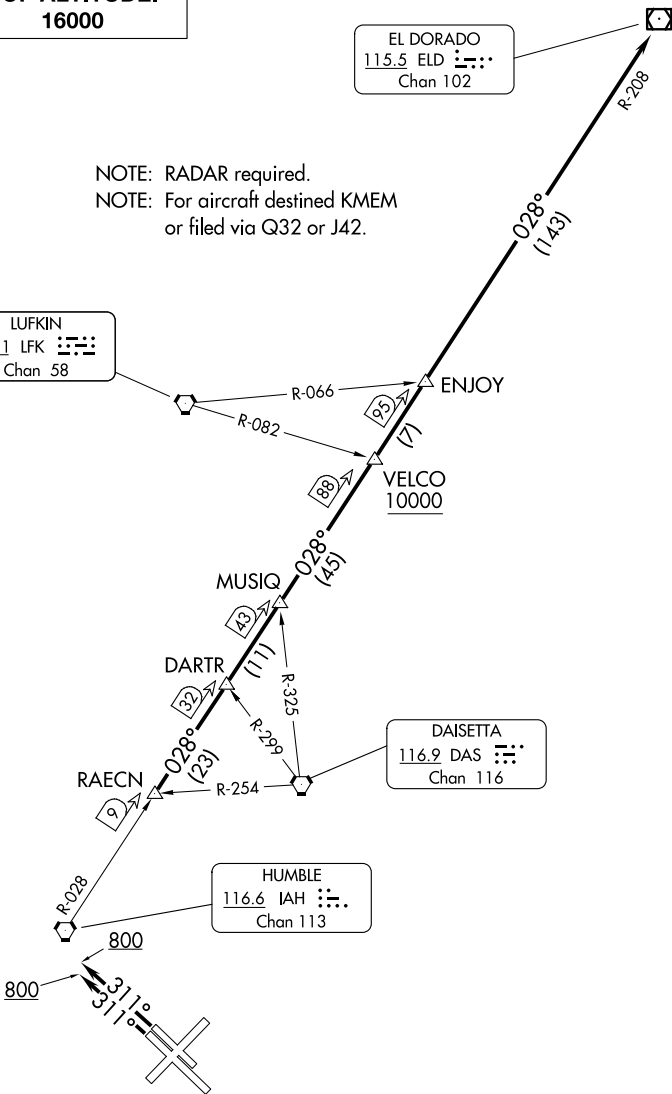 16000
EL DORADO
115.5 ELD
Chan 102
R-208
NOTE: RADAR required.
NOTE: For aircraft destined KMEM
or filed via Q32 or J42.
028°
(143)
LUFKIN
1 LFK
Chan 58
R-066
ENJOY
R-082
95
(7)
VELCO
10000
88
028°
(45)
MUSIQ
43
(11)
DARTR
32
R-325
R-299
028°
(23)
DAISETTA
116.9 DAS
Chan 116
RAECN
R-254
9
R-028
HUMBLE
116.6 IAH
Chan 113
800
800
311°
311°